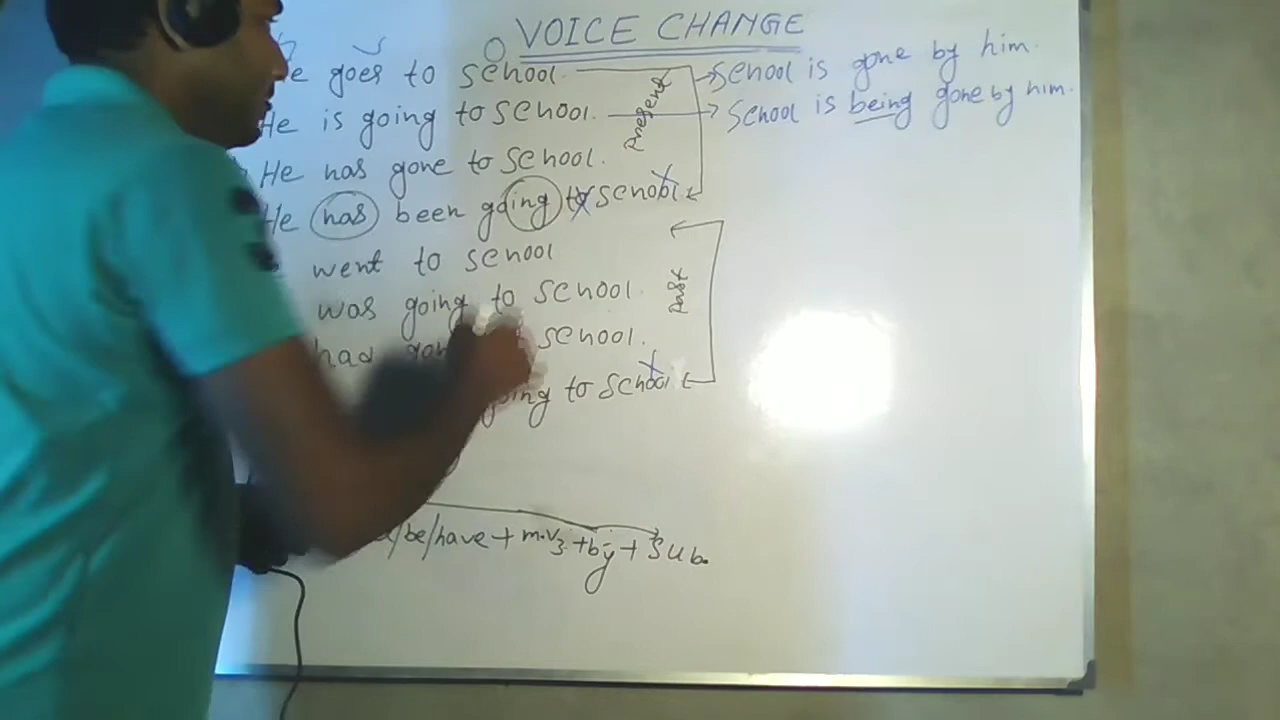 VOICE CHANGE
He goes to school. School is gone by him.
He is going to school. School is being gone by him.
He has gone to school.
He has been going to school
Present
went to school
was going to school.
Past
had school.
going to school
/be/have + m.v3 + by + Sub.